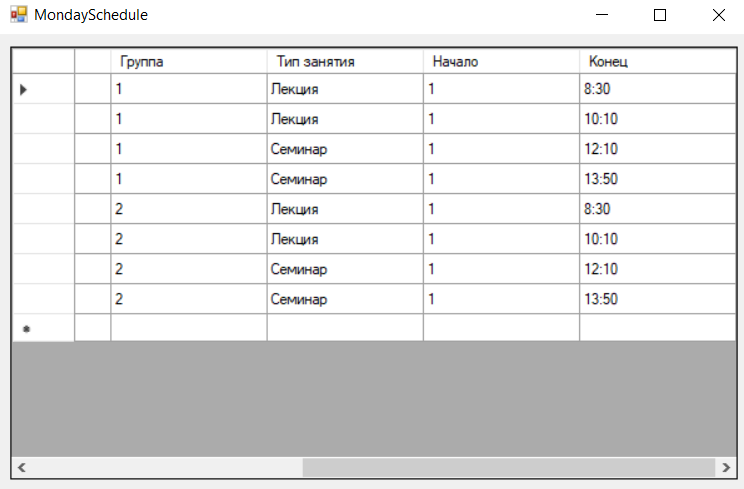 MondaySchedule
Группа Тип занятия Начало Конец
1 Лекция 1 8:30
1 Лекция 1 10:10
1 Семинар 1 12:10
1 Семинар 1 13:50
2 Лекция 1 8:30
2 Лекция 1 10:10
2 Семинар 1 12:10
2 Семинар 1 13:50